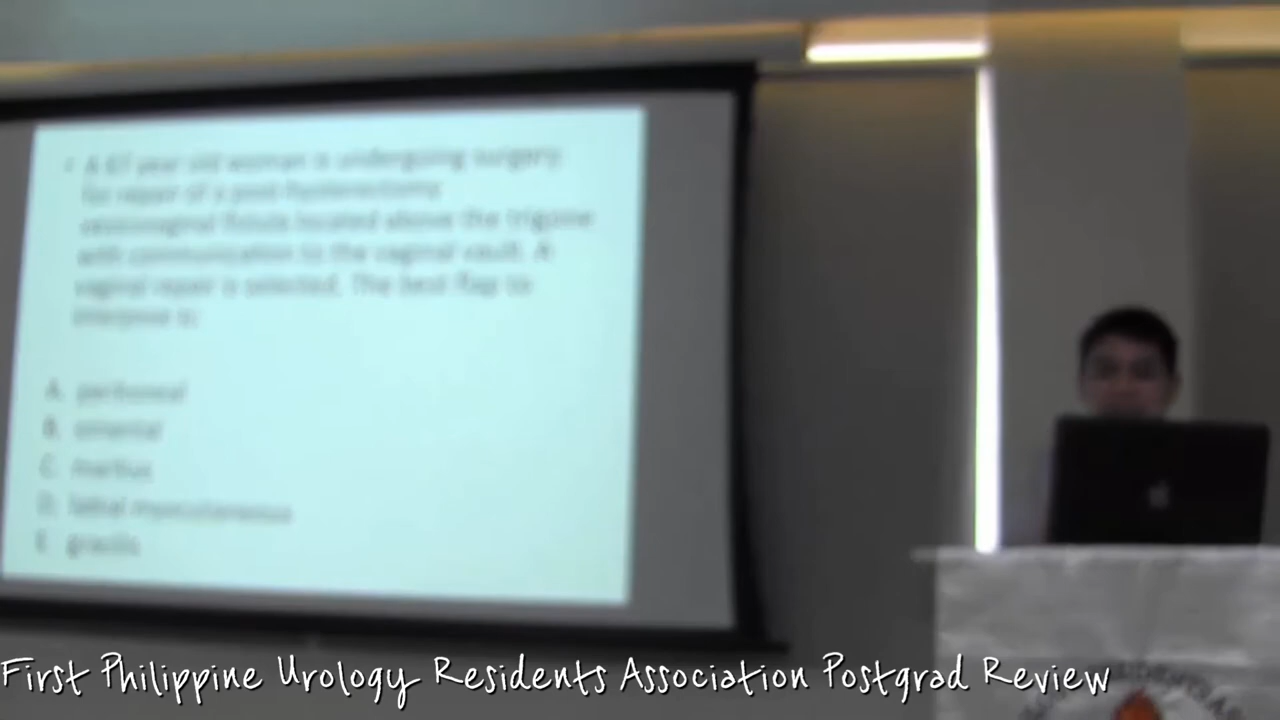 • A 67 year old woman is undergoing surgery
for repair of a post-hysterectomy
vesicovaginal fistula located above the trigone
with communication to the vaginal vault. A
vaginal repair is selected. The best flap to
interpose is:
A. peritoneal
B. omental
C. martius
D. labial myocutaneous
E. gracilis
First Philippine Urology Residents Association Postgrad Review